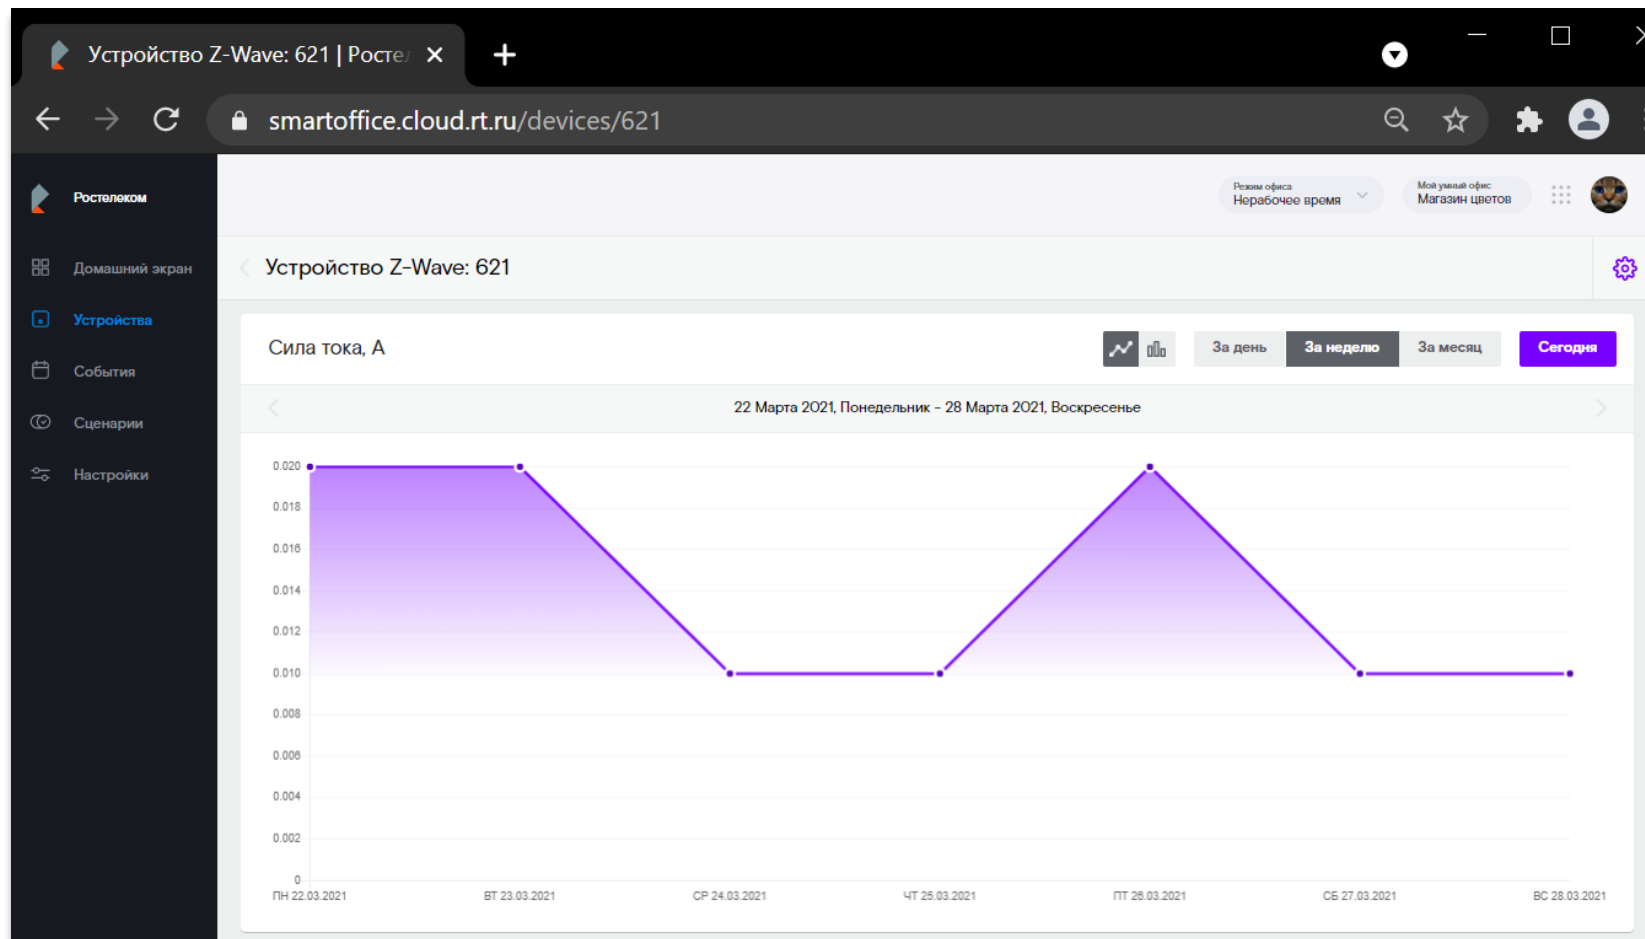 Устройство Z-Wave: 621 | Росте
smartoffice.cloud.rt.ru/devices/621
Ростелеком
Режим офиса
Нерабочее время
Мой умный офис
Магазин цветов
Домашний экран
Устройства
События
Сценарии
Настройки
Устройство Z-Wave: 621
Сила тока, А
За день
За неделю
За месяц
Сегодня
22 Марта 2021, Понедельник - 28 Марта 2021, Воскресенье
0.020
0.018
0.016
0.014
0.012
0.010
0.008
0.006
0.004
0.002
0
ПН 22.03.2021
ВТ 23.03.2021
СР 24.03.2021
ЧТ 25.03.2021
ПТ 26.03.2021
СБ 27.03.2021
ВС 28.03.2021